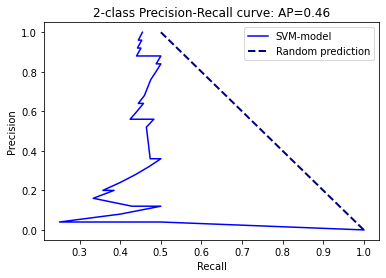 2-class Precision-Recall curve: AP=0.46
SVM-model
Random prediction
Precision
1.0
0.8
0.6
0.4
0.2
0.0
0.3 0.4 0.5 0.6 0.7 0.8 0.9 1.0
Recall